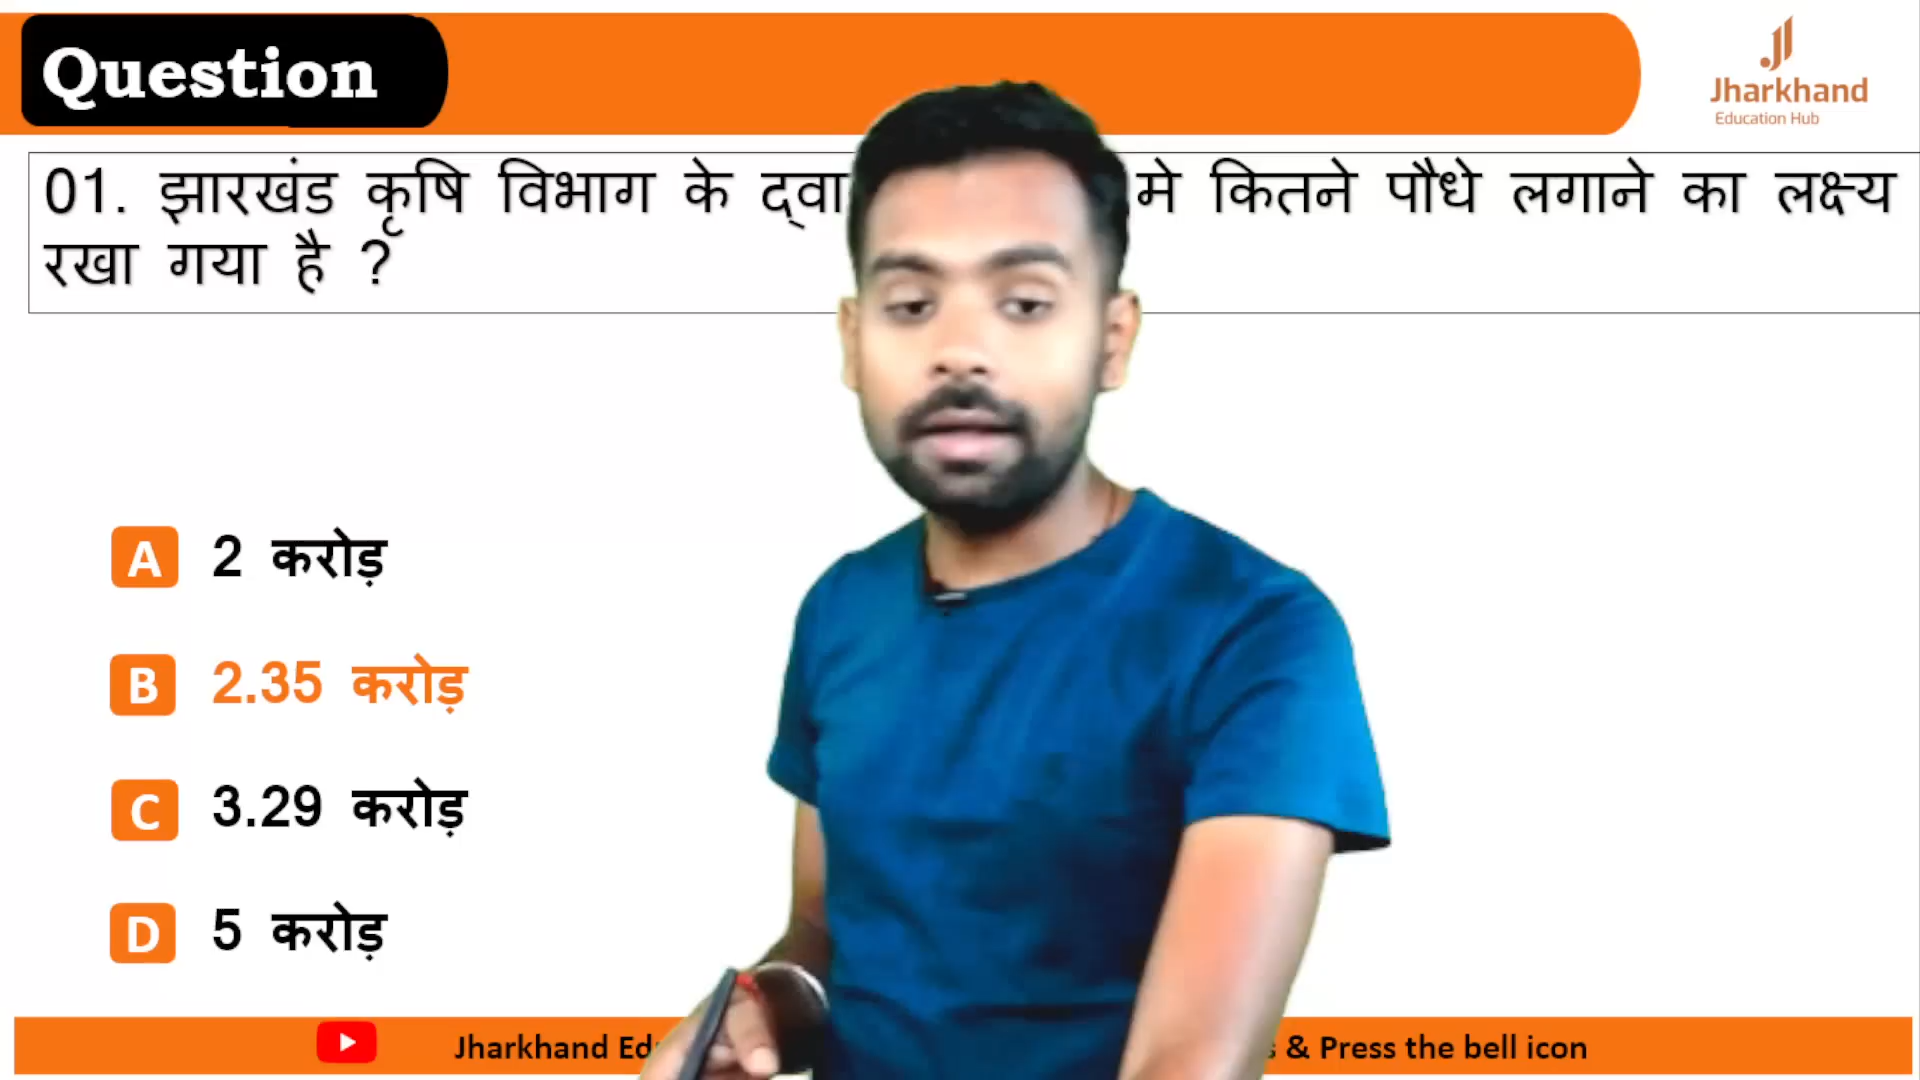 Question
Jharkhand
Education Hub
01. झारखंड कृषि विभाग के मे कितने पौधे लगाने का लक्ष्य
रखा गया है ?
A 2 करोड़
B 2.35 करोड़
C 3.29 करोड़
D 5 करोड़
Jharkhand & Press the bell icon